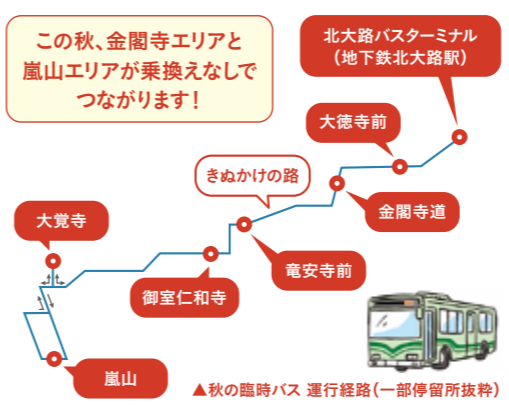 この秋、金閣寺エリアと
嵐山エリアが乗換えなしで
つながります！
北大路バスターミナル
（地下鉄北大路駅）
大徳寺前
きぬかけの路
金閣寺道
大覚寺
竜安寺前
御室仁和寺
嵐山
▲秋の臨時バス 運行経路（一部停留所抜粋）